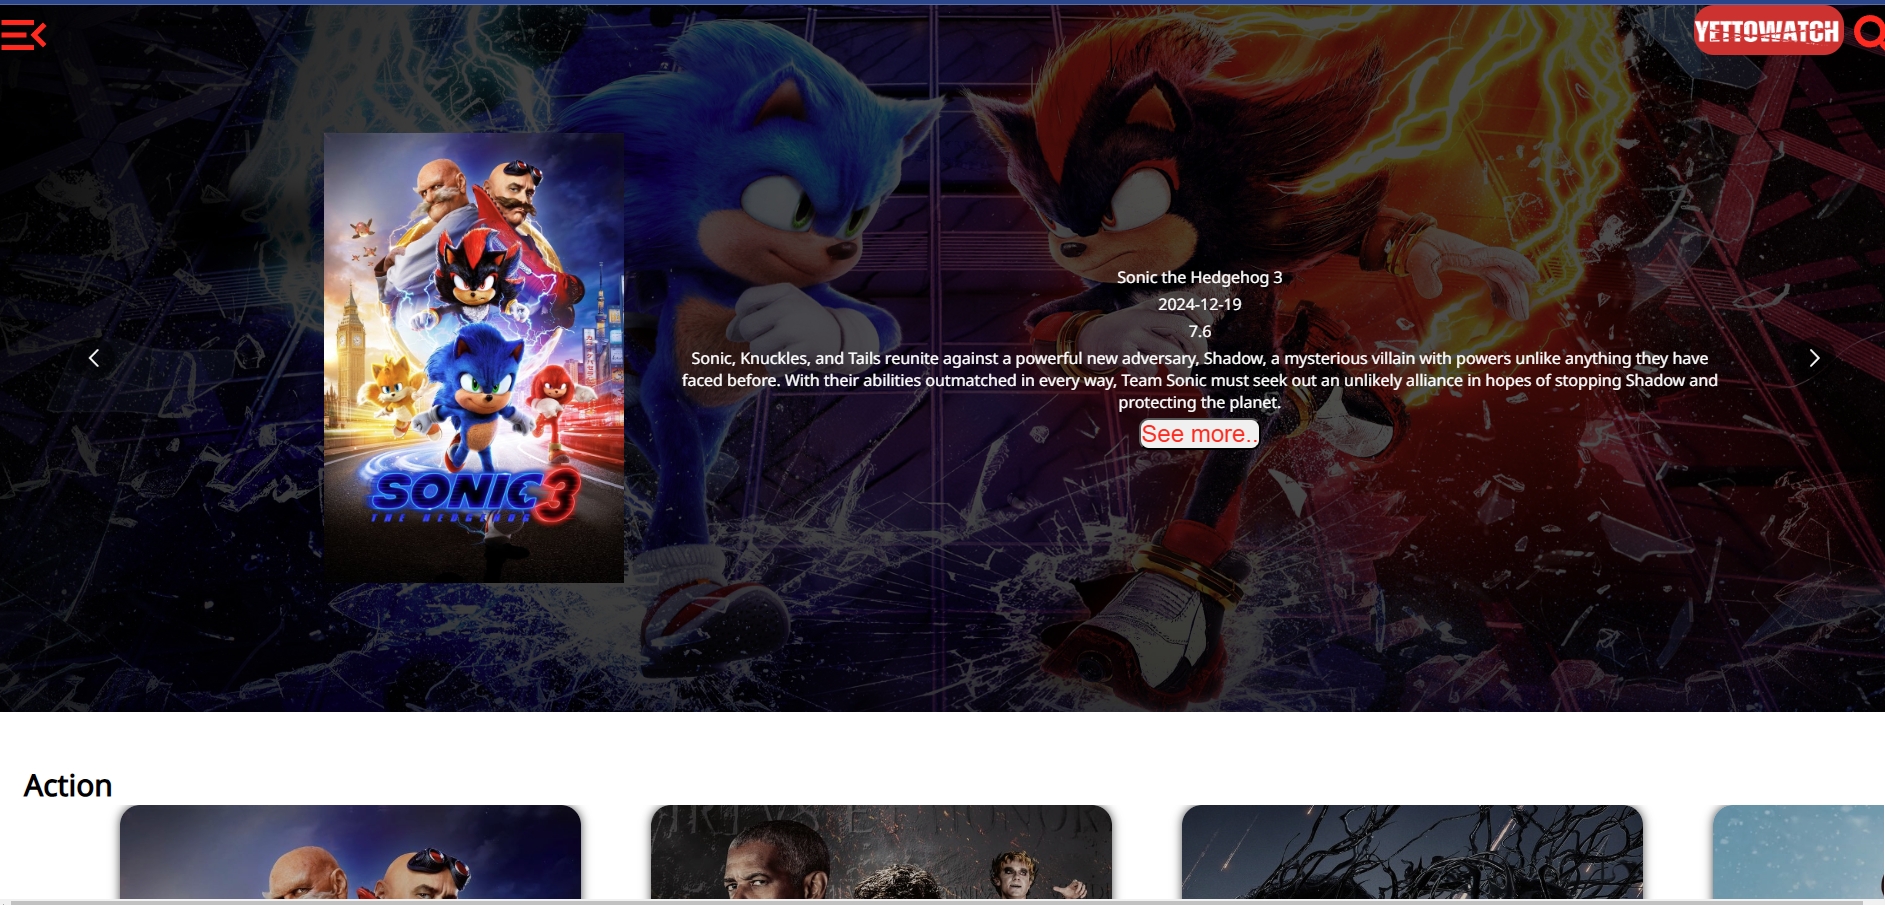 YETTOWATCH
Sonic the Hedgehog 3
2024-12-19
7.6
Sonic, Knuckles, and Tails reunite against a powerful new adversary, Shadow, a mysterious villain with powers unlike anything they have
faced before. With their abilities outmatched in every way, Team Sonic must seek out an unlikely alliance in hopes of stopping Shadow and
protecting the planet.
See more..
SONIC 3
THE HEDGEHOG
Action